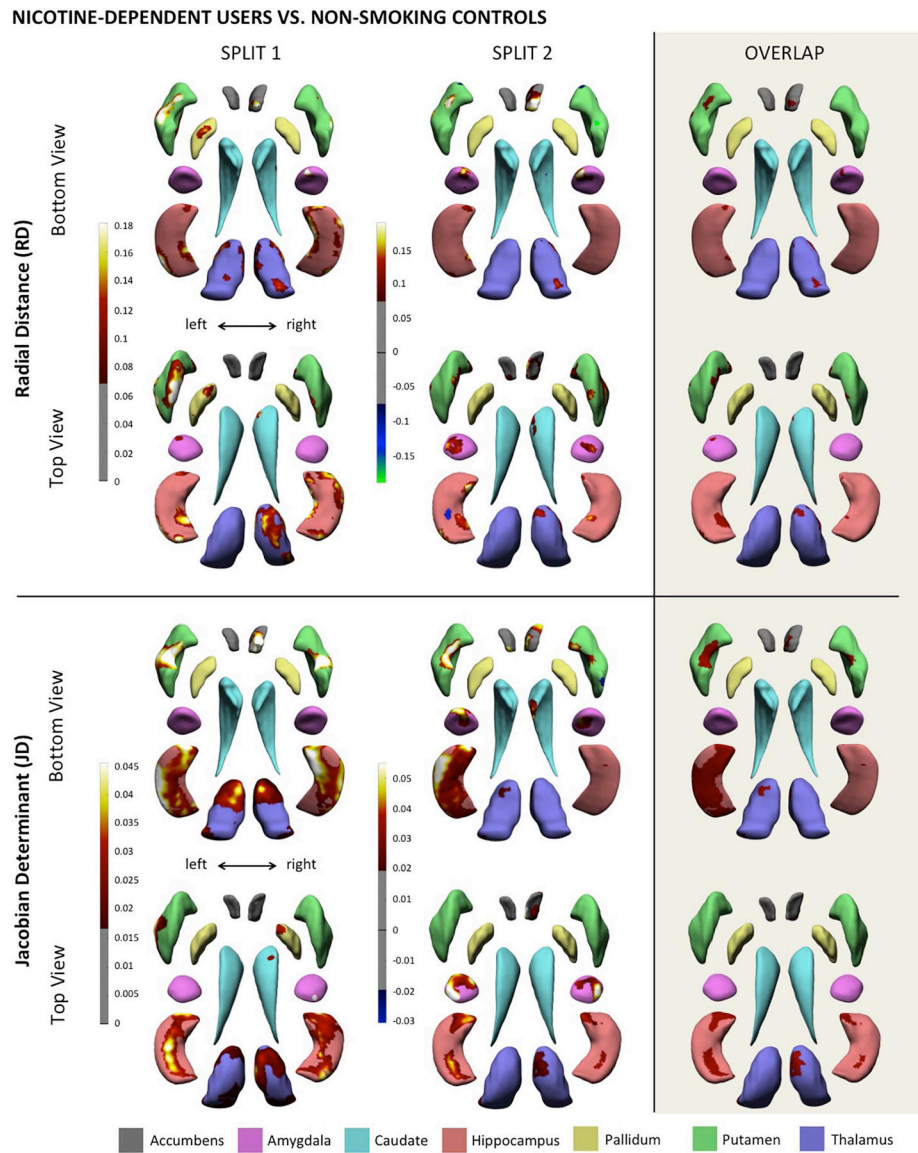 NICOTINE-DEPENDENT USERS VS. NON-SMOKING CONTROLS
SPLIT 1
SPLIT 2
OVERLAP
Radial Distance (RD)
Bottom View
0.18
0.16
0.14
0.12
0.1
0.08
0.06
0.04
0.02
0
0.15
0.1
0.05
0
-0.05
-0.1
-0.15
left
right
Top View
Jacobian Determinant (JD)
Bottom View
0.045
0.04
0.035
0.03
0.025
0.02
0.015
0.01
0.005
0
0.05
0.04
0.03
0.02
0.01
0
-0.01
-0.02
-0.03
left
right
Top View
Accumbens
Amygdala
Caudate
Hippocampus
Pallidum
Putamen
Thalamus